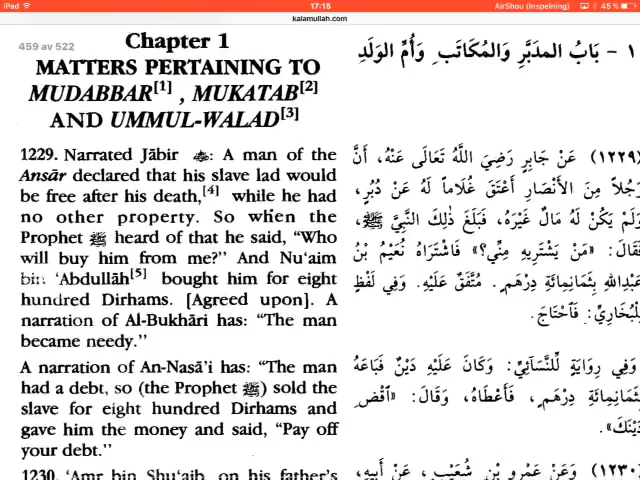 iPad
17:15
AirShou (Inspelning)
45 %
kalamullah.com
459 av 522
Chapter 1
MATTERS PERTAINING TO
MUDABBAR[1] , MUKATAB[2]
AND UMMUL-WALAD[3]
1229. Narrated Jābir ؓ: A man of the
Ansār declared that his slave lad would
be free after his death,[4] while he had
no other property. So when the
Prophet ﷺ heard of that he said, “Who
will buy him from me?” And Nu‘aim
bin ‘Abdullāh[5] bought him for eight
hundred Dirhams. [Agreed upon]. A
narration of Al-Bukhāri has: “The man
became needy.”
A narration of An-Nasā’i has: “The man
had a debt, so (the Prophet ﷺ) sold the
slave for eight hundred Dirhams and
gave him the money and said, “Pay off
your debt.”
1230. ‘Amr bin Shu‘aib, on his father’s
١ - بَابُ المدَبَّرِ وَالمُكَاتَبِ وَأُمِّ الوَلَدِ
(١٢٢٩) عَنْ جَابِرٍ رَضِيَ اللَّهُ تَعَالَى عَنْهُ، أَنَّ
رَجُلاً مِنَ الأَنْصَارِ أَعْتَقَ غُلَاماً لَهُ عَنْ دُبُرٍ،
وَلَمْ يَكُنْ لَهُ مَالٌ غَيْرُهُ، فَبَلَغَ ذٰلِكَ النَّبِيَّ ﷺ،
فَقَالَ: «مَنْ يَشْتَرِيهِ مِنِّي؟» فَاشْتَرَاهُ نُعَيْمُ بْنُ
عَبْدِاللهِ بِثَمَانِمِائَةِ دِرْهَمٍ. مُتَّفَقٌ عَلَيْهِ. وَفِي لَفْظٍ
لِلْبُخَارِيِّ: فَاحْتَاجَ.
وَفِي رِوَايَةٍ لِلنَّسَائِيِّ: وَكَانَ عَلَيْهِ دَيْنٌ فَبَاعَهُ
بِثَمَانِمِائَةِ دِرْهَمٍ، فَأَعْطَاهُ، وَقَالَ: «اقْضِ
دَيْنَكَ».
(١٢٣٠) وَعَنْ عَمْرِو بْنِ شُعَيْبٍ، عَنْ أَبِيهِ،